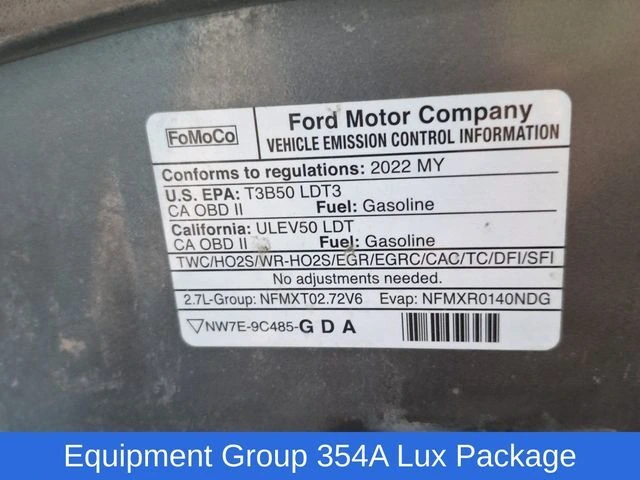 FoMoCo
Ford Motor Company
VEHICLE EMISSION CONTROL INFORMATION
Conforms to regulations: 2022 MY
U.S. EPA: T3B50 LDT3
CA OBD II Fuel: Gasoline
California: ULEV50 LDT
CA OBD II Fuel: Gasoline
TWC/HO2S/WR-HO2S/EGR/EGRC/CAC/TC/DFI/SFI
No adjustments needed.
2.7L-Group: NFMXT02.72V6 Evap: NFMXR0140NDG
NW7E-9C485-GDA
Equipment Group 354A Lux Package